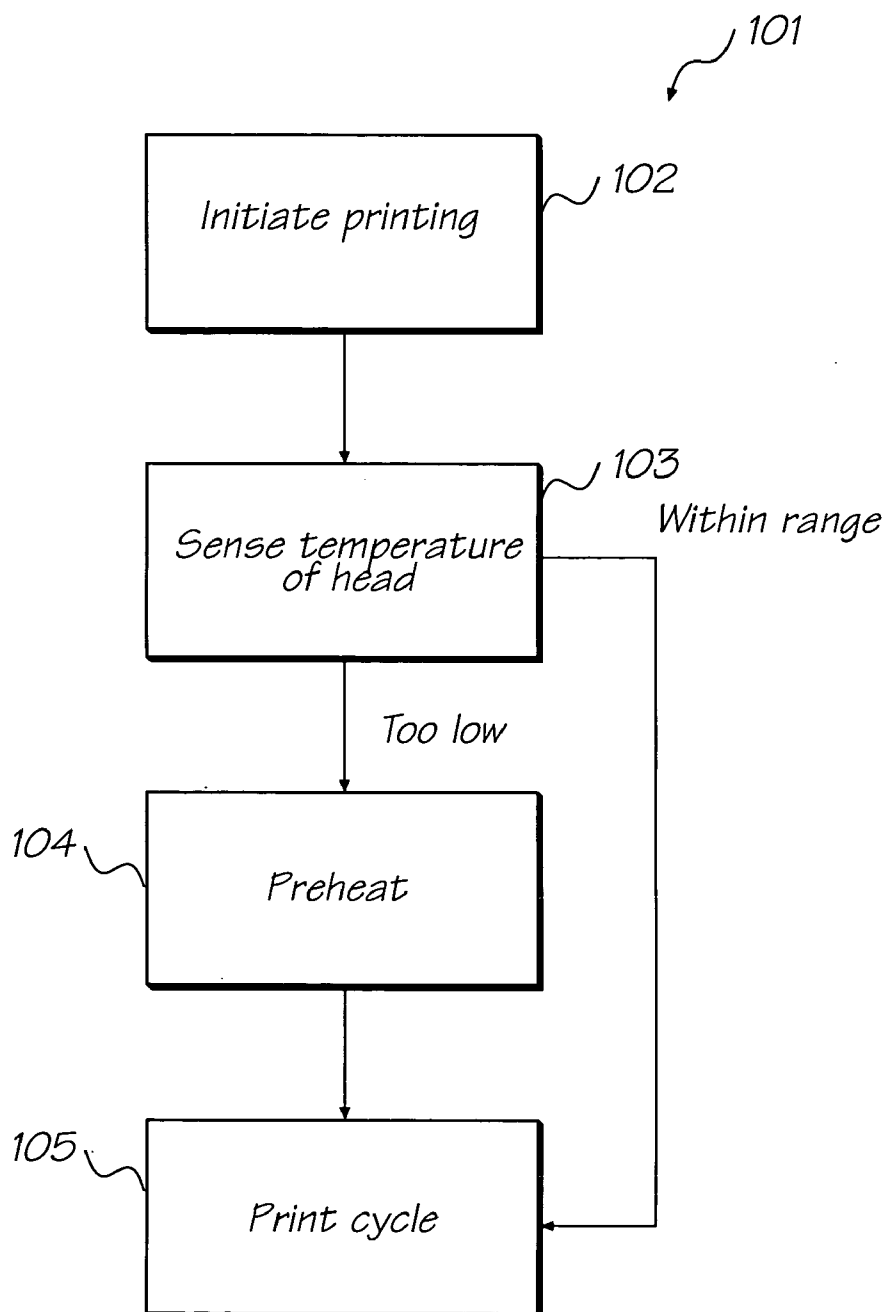 101
Initiate printing
102
Sense temperature
of head
103
Within range
Too low
104
Preheat
105
Print cycle